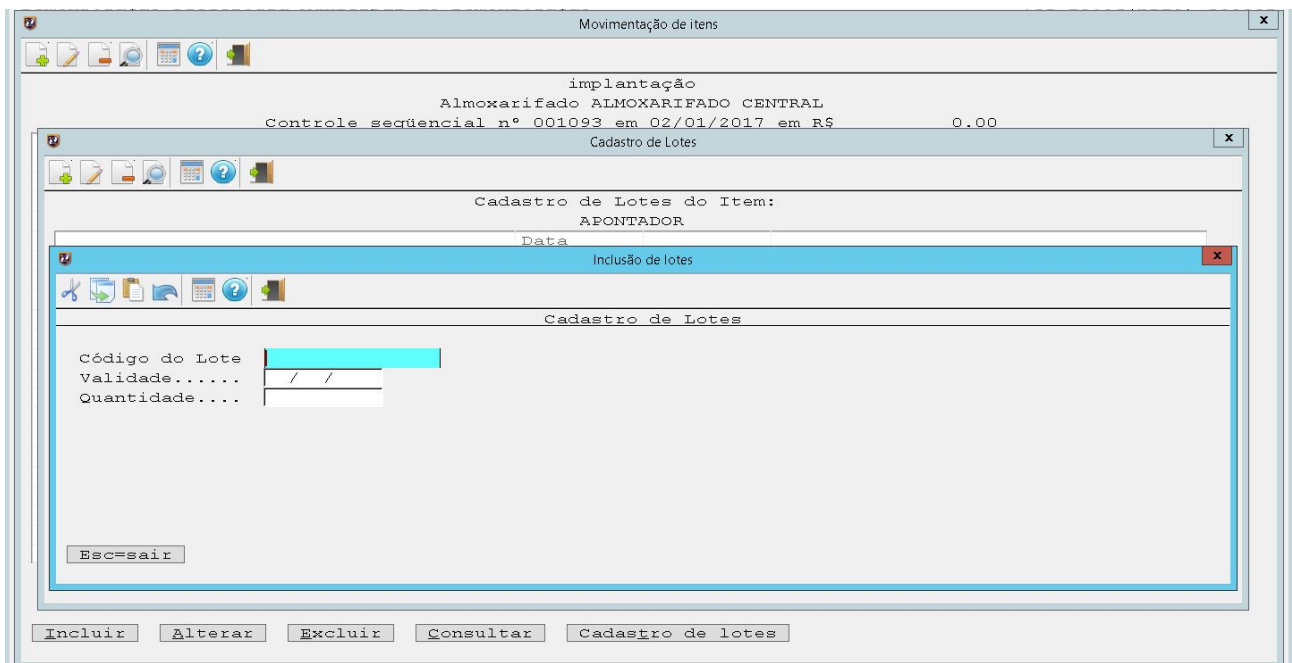 Movimentação de itens
x
implantação
Almoxarifado ALMOXARIFADO CENTRAL
Controle seqüencial nº 001093 em 02/01/2017 em R$ 0.00
Cadastro de Lotes
x
Cadastro de Lotes do Item:
APONTADOR
Data
Inclusão de lotes
x
Cadastro de Lotes
Código do Lote
Validade...... / /
Quantidade....
Esc=sair
Incluir Alterar Excluir Consultar Cadastro de lotes